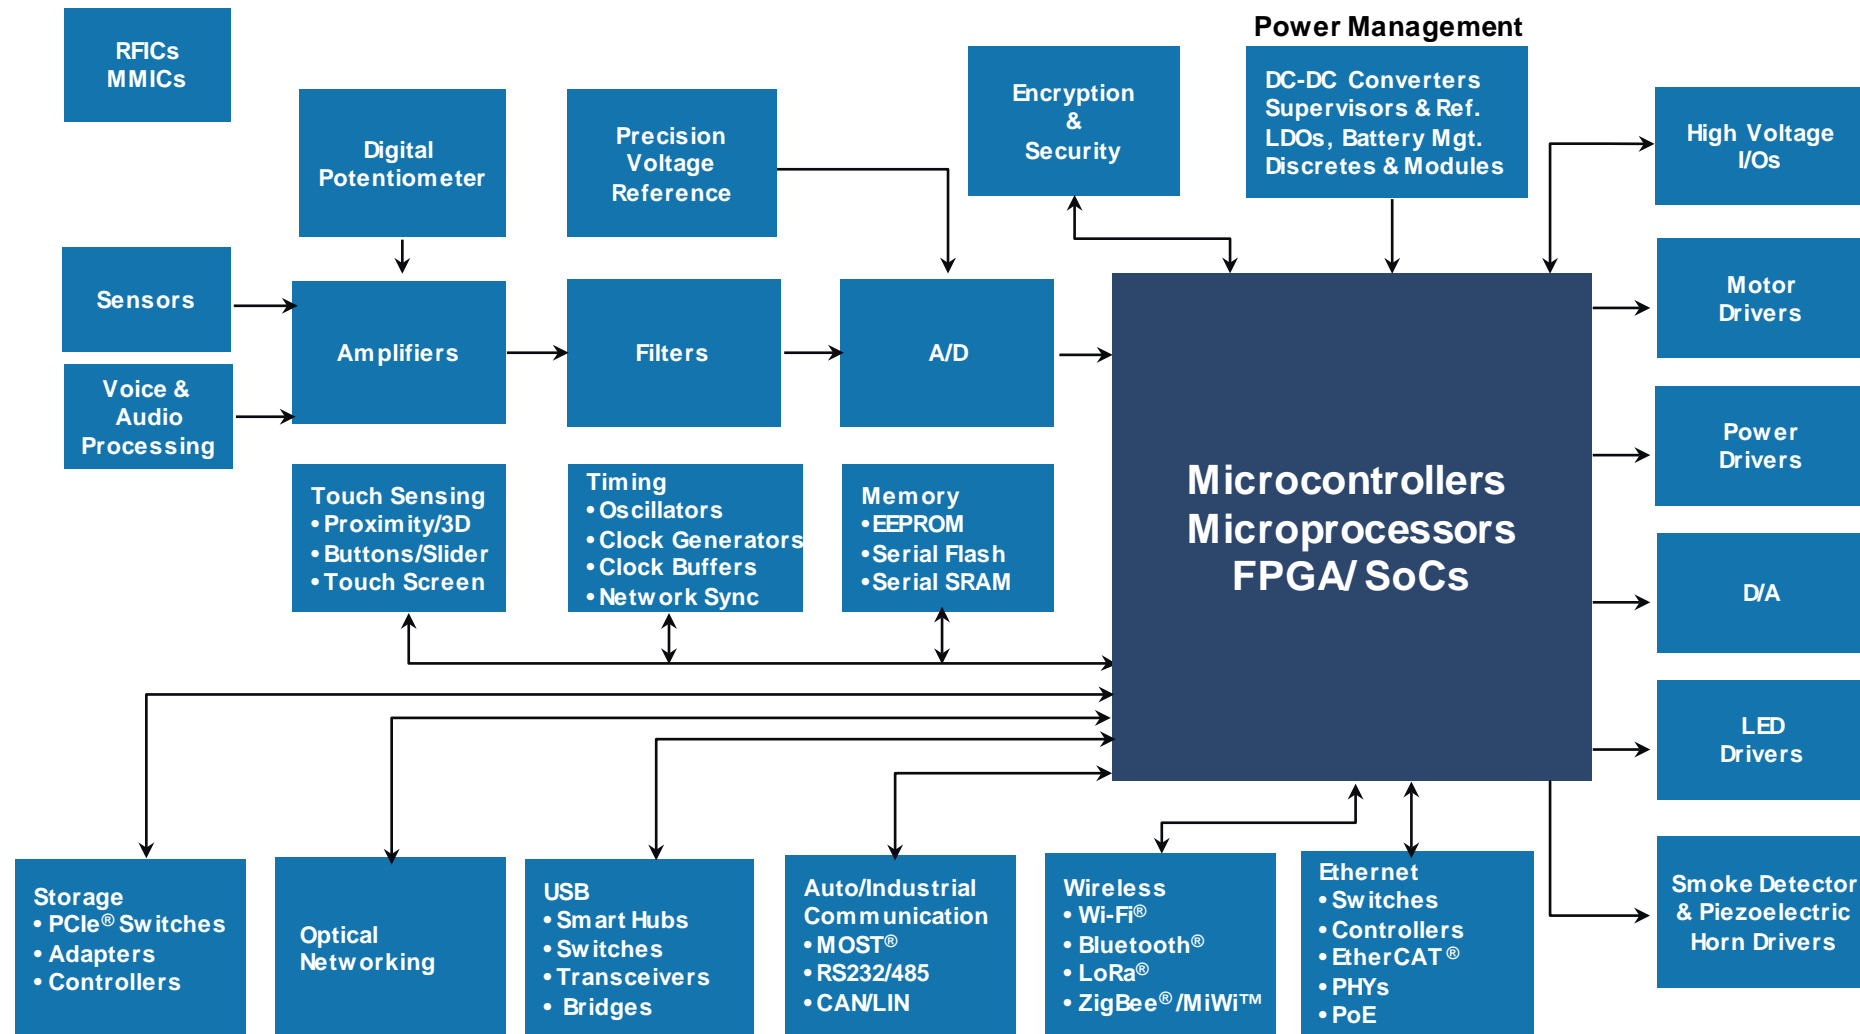 Power Management
RFICs
MMICs
Digital
Potentiometer
Precision
Voltage
Reference
Encryption
&
Security
DC-DC Converters
Supervisors & Ref.
LDOs, Battery Mgt.
Discretes & Modules
High Voltage
I/Os
Sensors
Amplifiers
Filters
A/D
Motor
Drivers
Voice &
Audio
Processing
Power
Drivers
Touch Sensing
• Proximity/3D
• Buttons/Slider
• Touch Screen
Timing
• Oscillators
• Clock Generators
• Clock Buffers
• Network Sync
Memory
• EEPROM
• Serial Flash
• Serial SRAM
Microcontrollers
Microprocessors
FPGA/ SoCs
D/A
LED
Drivers
Storage
• PCIe® Switches
• Adapters
• Controllers
Optical
Networking
USB
• Smart Hubs
• Switches
• Transceivers
• Bridges
Auto/Industrial
Communication
• MOST®
• RS232/485
• CAN/LIN
Wireless
• Wi-Fi®
• Bluetooth®
• LoRa®
• ZigBee®/MiWi™
Ethernet
• Switches
• Controllers
• EtherCAT®
• PHYs
• PoE
Smoke Detector
& Piezoelectric
Horn Drivers